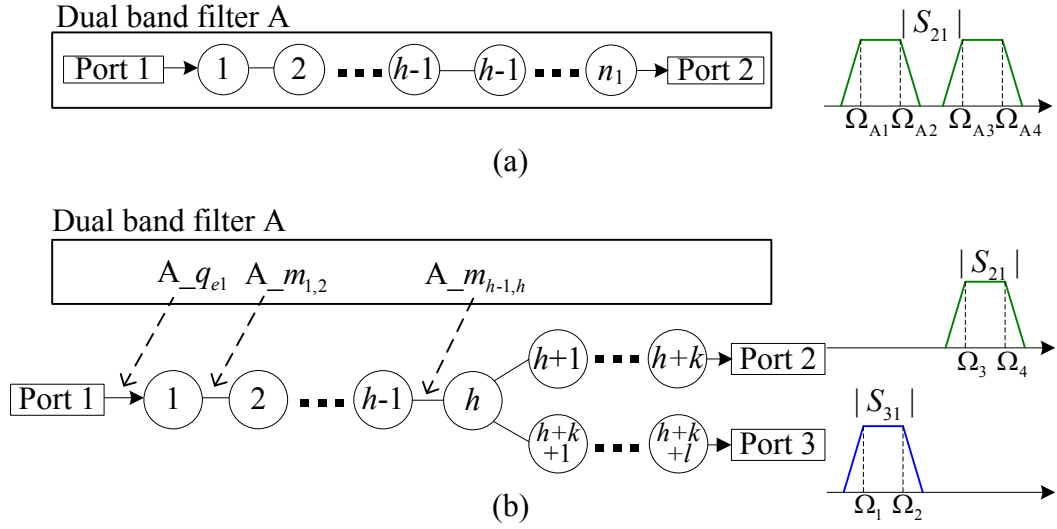 Dual band filter A
Port 1 1 2 h-1 h-1 n1 Port 2
| S21 |
ΩA1 ΩA2 ΩA3 ΩA4
(a)
Dual band filter A
A_qe1 A_m1,2 A_mh-1,h
| S21 |
h+1 h+k Port 2
Ω3 Ω4
Port 1 1 2 h-1 h
| S31 |
h+k+1 h+k+l Port 3
Ω1 Ω2
(b)